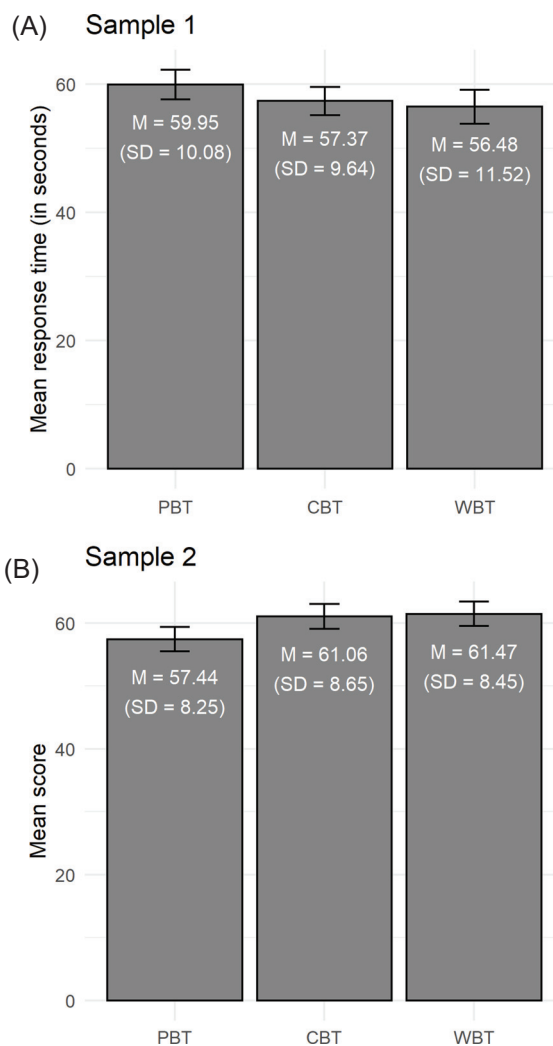 (A)
Sample 1
Mean response time (in seconds)
60
40
20
0
M = 59.95
(SD = 10.08)
M = 57.37
(SD = 9.64)
M = 56.48
(SD = 11.52)
PBT
CBT
WBT
(B)
Sample 2
Mean score
60
40
20
0
M = 57.44
(SD = 8.25)
M = 61.06
(SD = 8.65)
M = 61.47
(SD = 8.45)
PBT
CBT
WBT